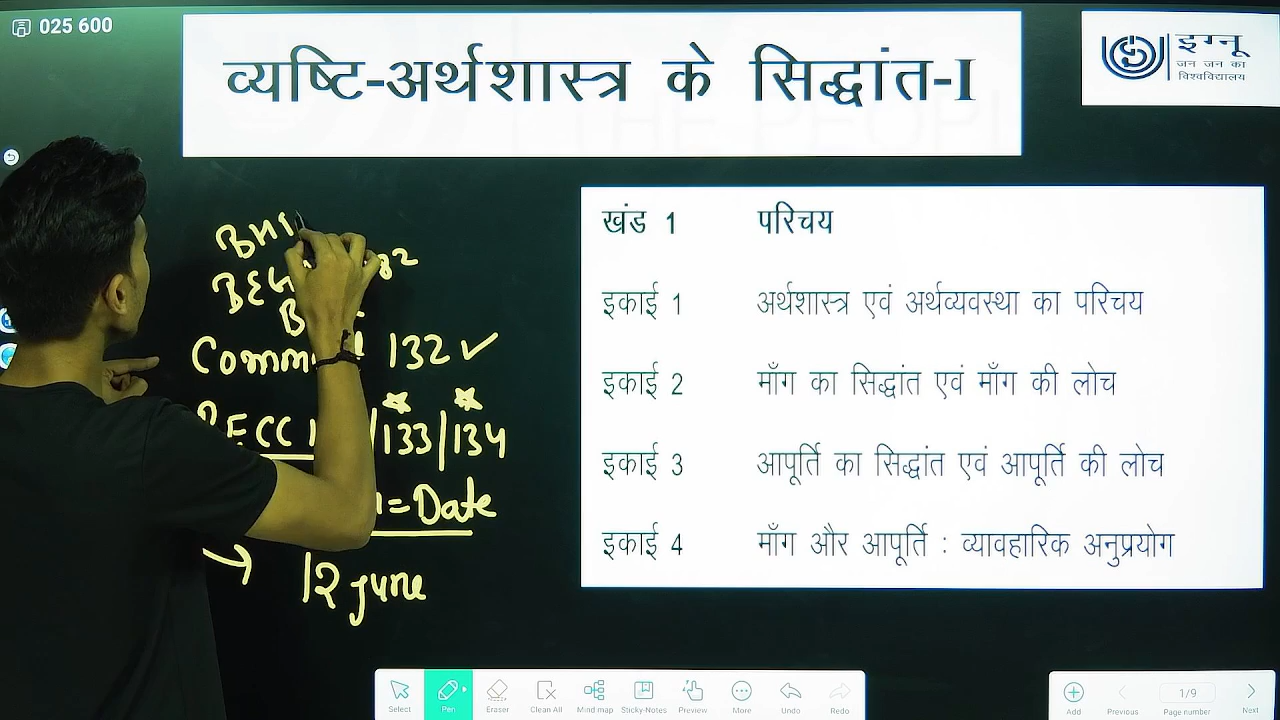 025 600
व्यष्टि-अर्थशास्त्र के सिद्धांत-I
इग्नू
जन जन का
विश्वविद्यालय
खंड 1 परिचय
इकाई 1 अर्थशास्त्र एवं अर्थव्यवस्था का परिचय
इकाई 2 माँग का सिद्धांत एवं माँग की लोच
इकाई 3 आपूर्ति का सिद्धांत एवं आपूर्ति की लोच
इकाई 4 माँग और आपूर्ति : व्यावहारिक अनुप्रयोग
132 ✓
133/134
=Date
→ 12 june
Select Pen Eraser Clean All Mind map Sticky-Notes Preview More Undo Redo
Add Previous 1/9 Page number Next